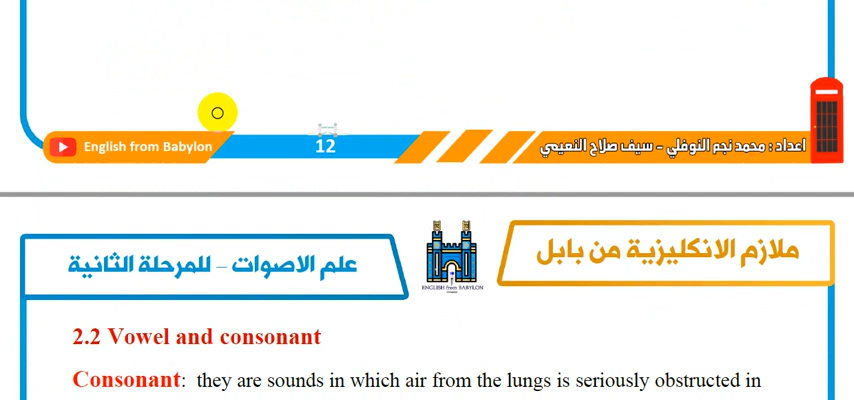 English from Babylon
12
اعداد : محمد نجم النوفلي - سيف صلاح النعيمي
ملازم الانكليزية من بابل
علم الاصوات - للمرحلة الثانية
ENGLISH from BABYLON
2.2 Vowel and consonant
Consonant: they are sounds in which air from the lungs is seriously obstructed in